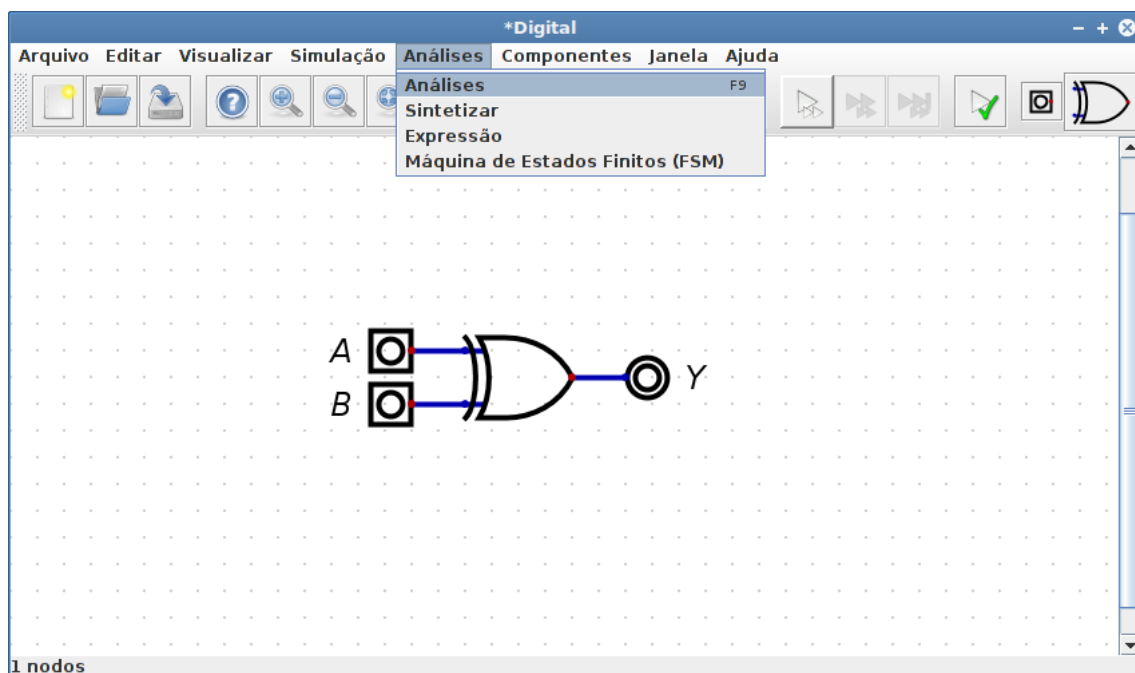 *Digital
Arquivo Editar Visualizar Simulação Análises Componentes Janela Ajuda
Análises F9
Sintetizar
Expressão
Máquina de Estados Finitos (FSM)
A
B
Y
1 nodos